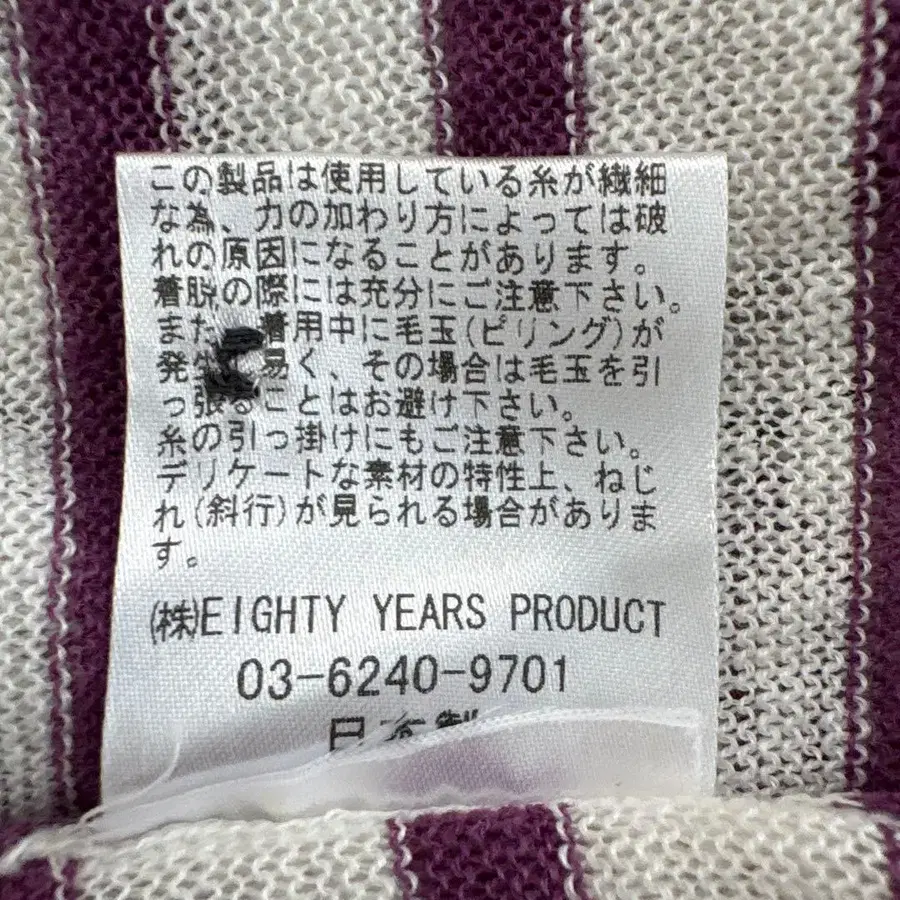 この製品は使用している糸が繊細
な為、力の加わり方によっては破
れの原因になることがあります。
着脱の際には充分にご注意下さい。
また 着用中に毛玉(ピリング)が
発生 易く、その場合は毛玉を引
っ張ることはお避け下さい。
糸の引っ掛けにもご注意下さい。
デリケートな素材の特性上、ねじ
れ(斜行)が見られる場合がありま
す。
(株)EIGHTY YEARS PRODUCT
03-6240-9701
日本製